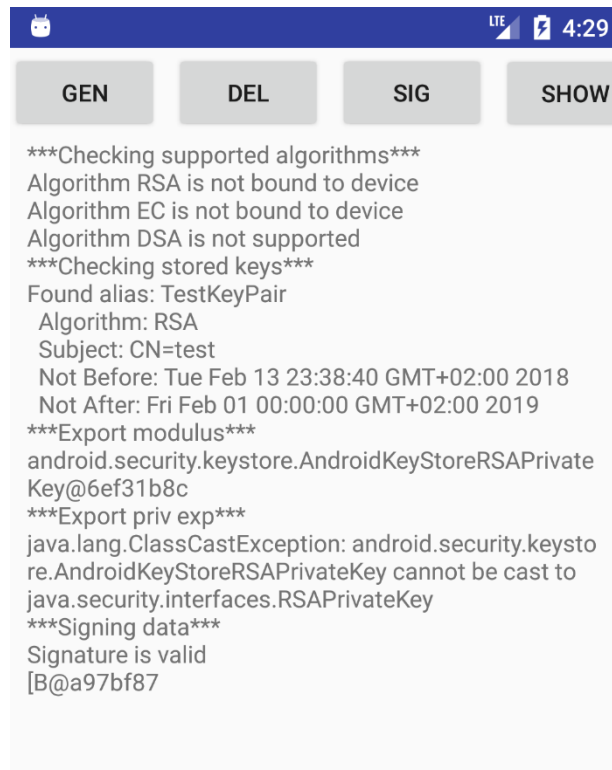 LTE 4:29
GEN DEL SIG SHOW
***Checking supported algorithms***
Algorithm RSA is not bound to device
Algorithm EC is not bound to device
Algorithm DSA is not supported
***Checking stored keys***
Found alias: TestKeyPair
Algorithm: RSA
Subject: CN=test
Not Before: Tue Feb 13 23:38:40 GMT+02:00 2018
Not After: Fri Feb 01 00:00:00 GMT+02:00 2019
***Export modulus***
android.security.keystore.AndroidKeyStoreRSAPrivate
Key@6ef31b8c
***Export priv exp***
java.lang.ClassCastException: android.security.keysto
re.AndroidKeyStoreRSAPrivateKey cannot be cast to
java.security.interfaces.RSAPrivateKey
***Signing data***
Signature is valid
[B@a97bf87